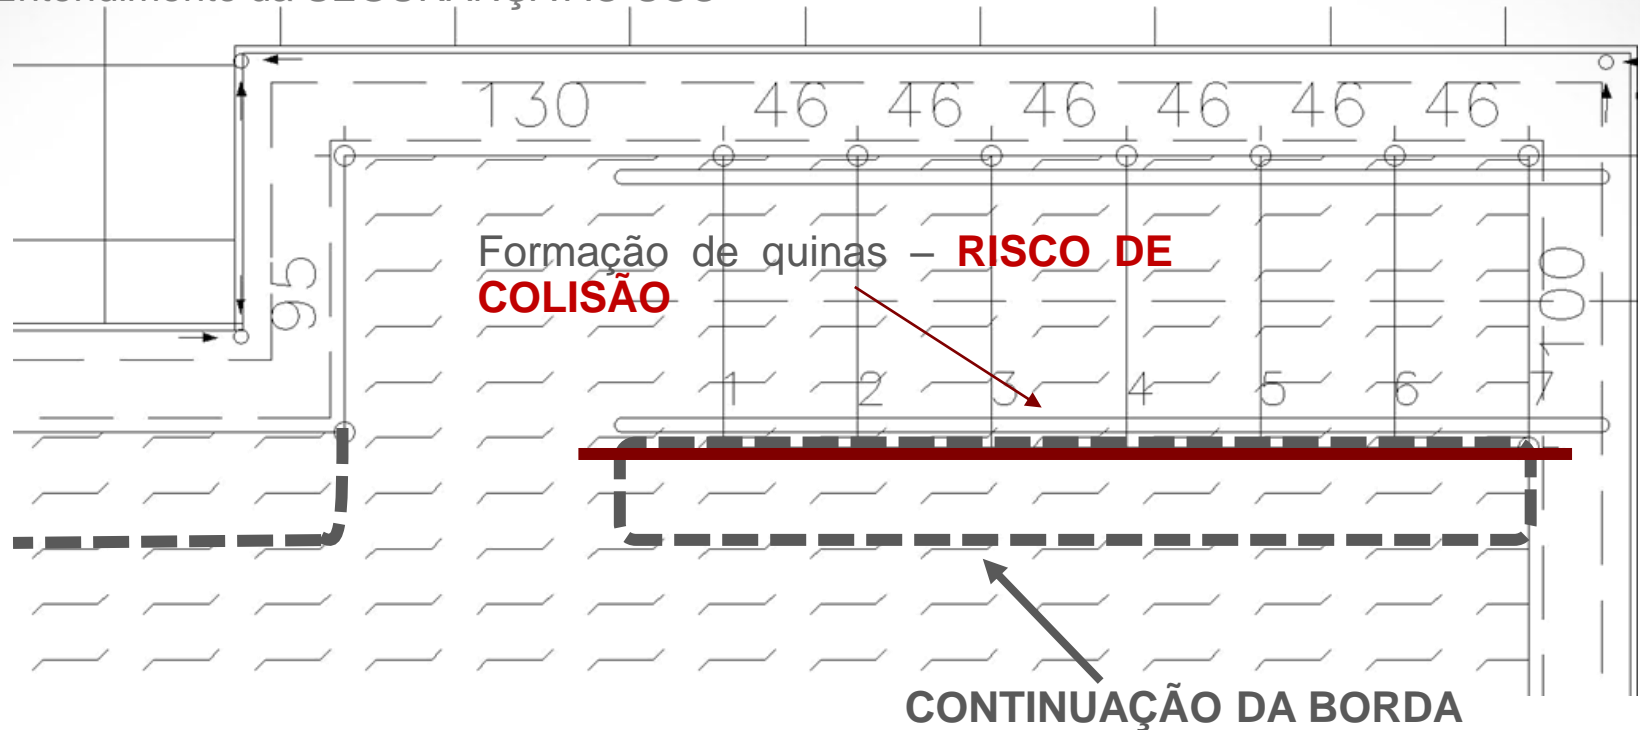 130 46 46 46 46 46 46
Formação de quinas – RISCO DE
COLISÃO
95
100
1 2 3 4 5 6 7
CONTINUAÇÃO DA BORDA